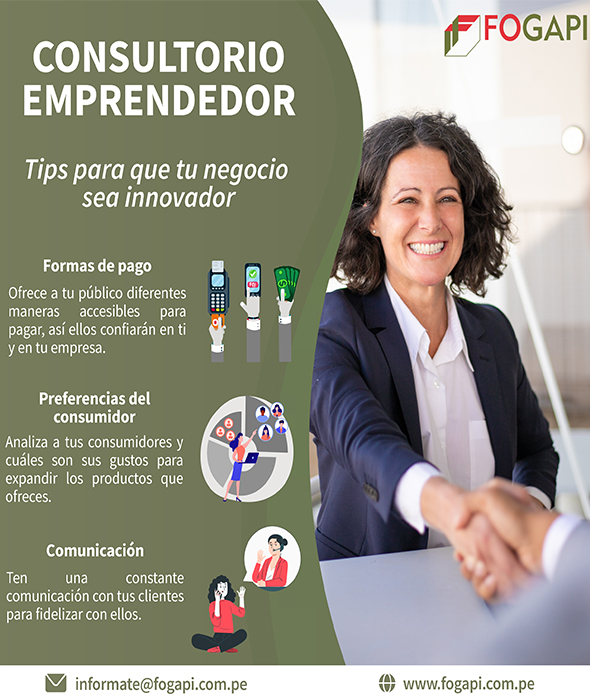 FOGAPI
CONSULTORIO
EMPRENDEDOR
Tips para que tu negocio
sea innovador
Formas de pago
Ofrece a tu público diferentes
maneras accesibles para
pagar, así ellos confiarán en ti
y en tu empresa.
Preferencias del
consumidor
Analiza a tus consumidores y
cuáles son sus gustos para
expandir los productos que
ofreces.
Comunicación
Ten una constante
comunicación con tus clientes
para fidelizar con ellos.
informate@fogapi.com.pe
www.fogapi.com.pe